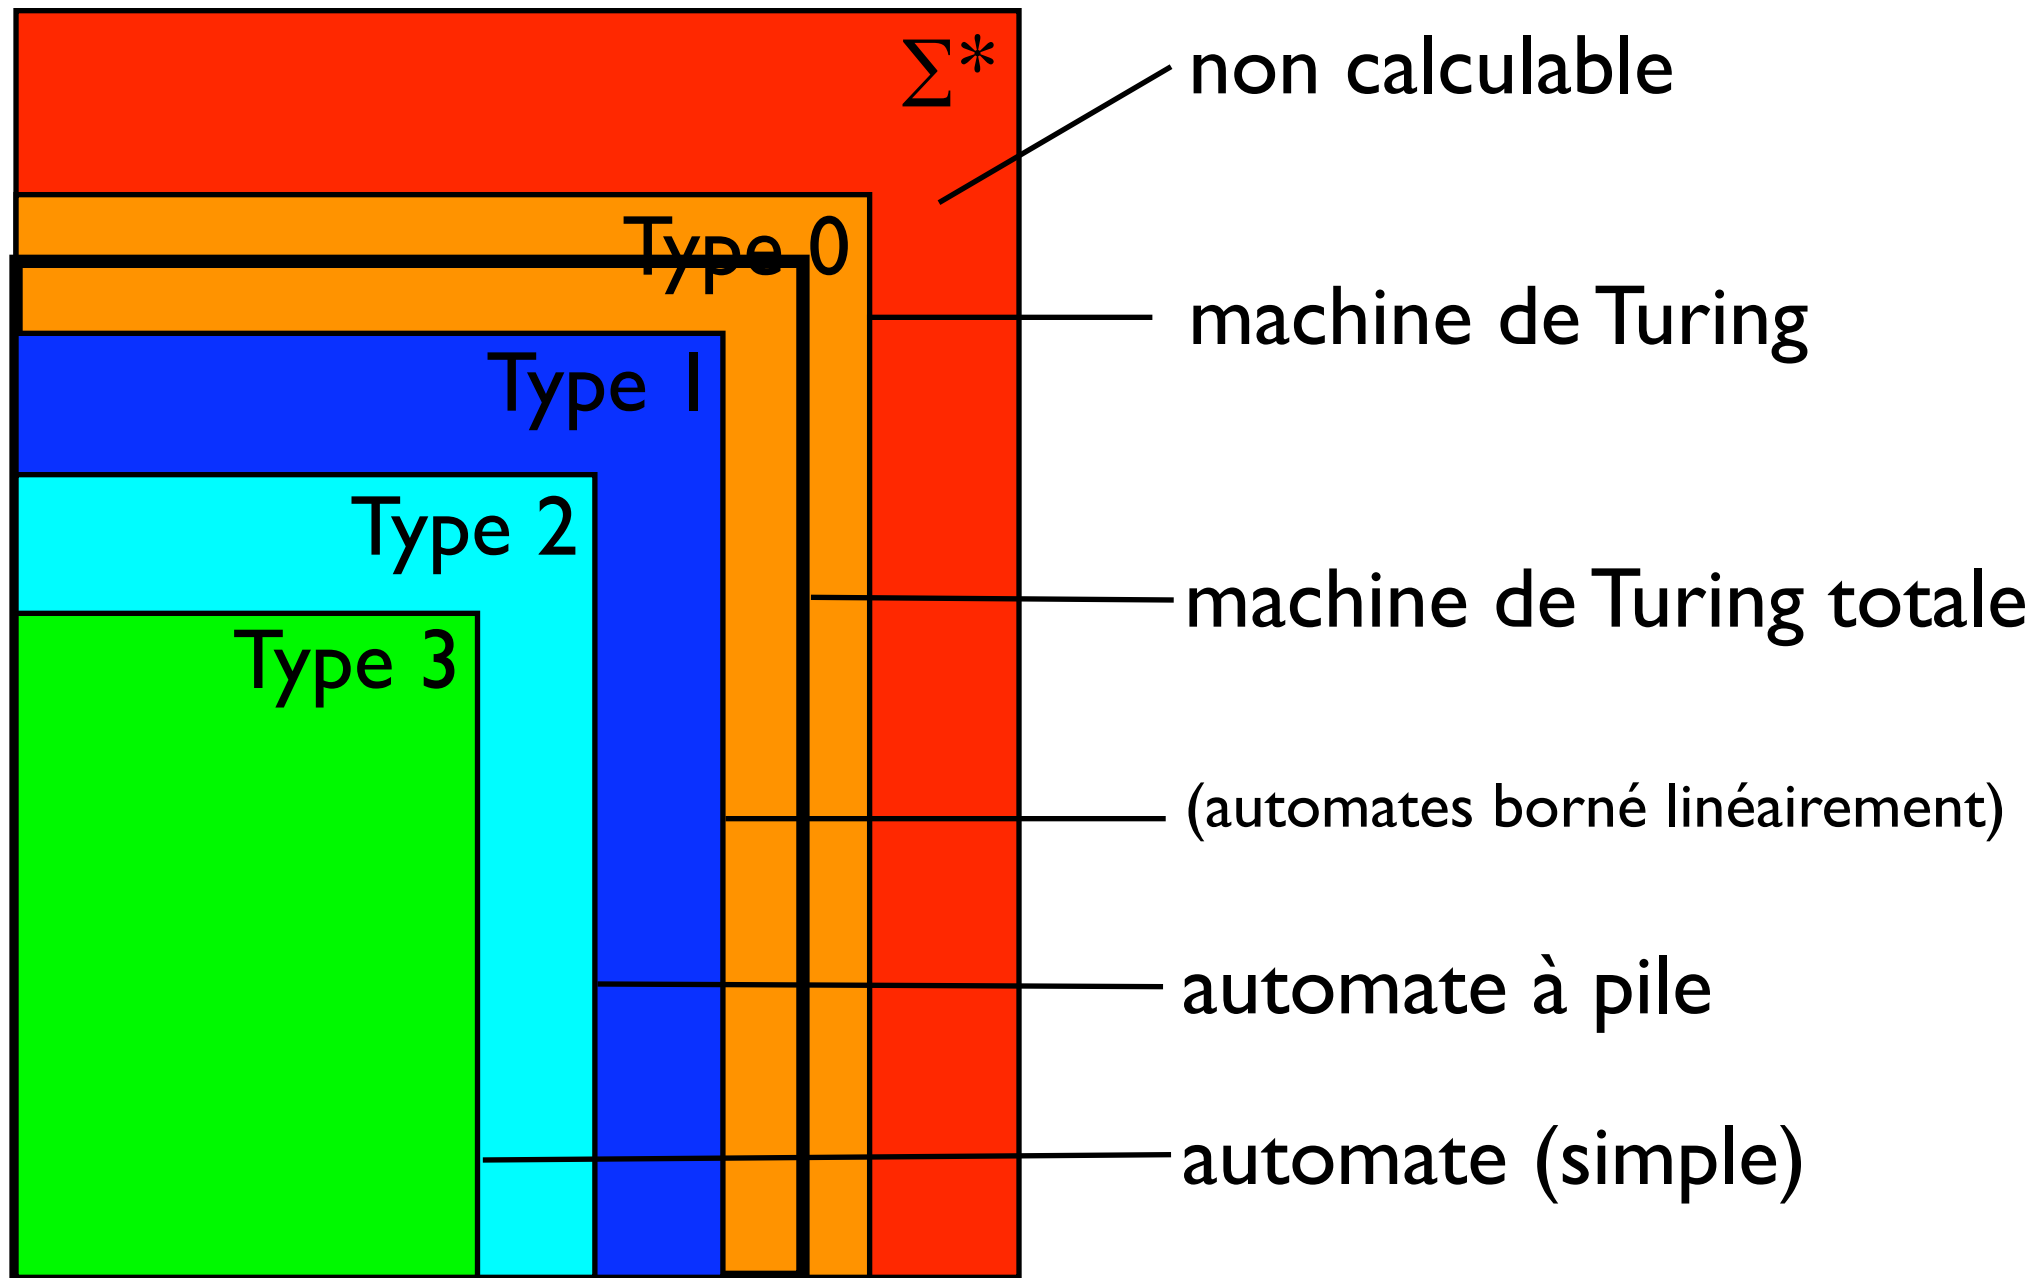 Σ*
non calculable
Type 0
machine de Turing
Type 1
Type 2
machine de Turing totale
Type 3
(automates borné linéairement)
automate à pile
automate (simple)